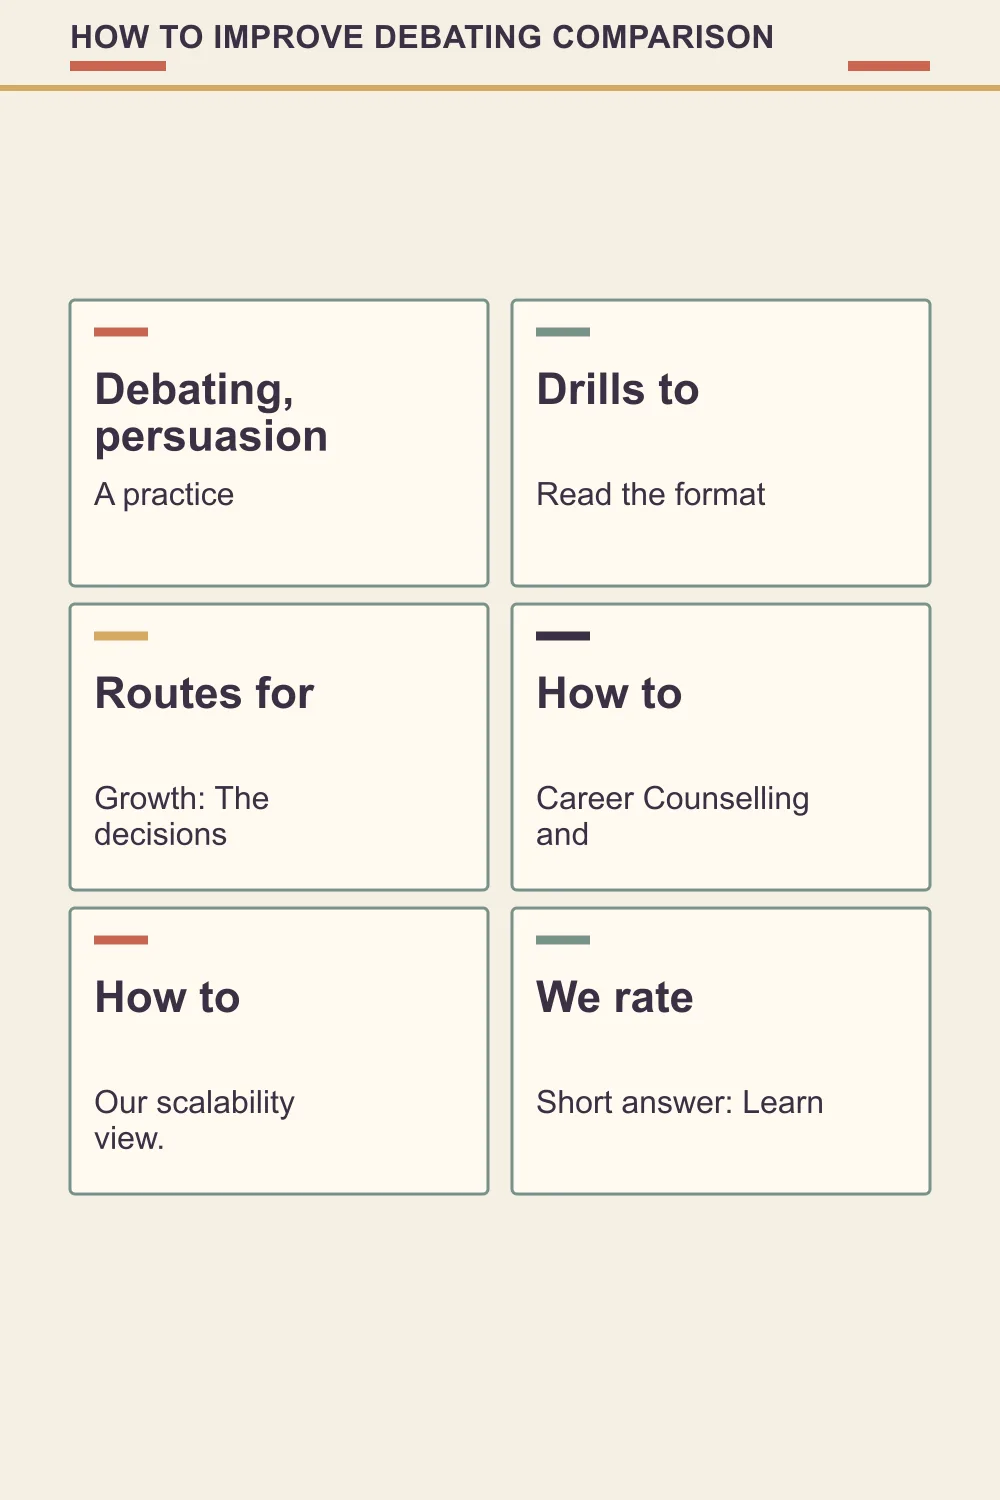 HOW TO IMPROVE DEBATING COMPARISON
Debating,
persuasion
A practice
Drills to
Read the format
Routes for
Growth: The
decisions
How to
Career Counselling
and
How to
Our scalability
view.
We rate
Short answer: Learn